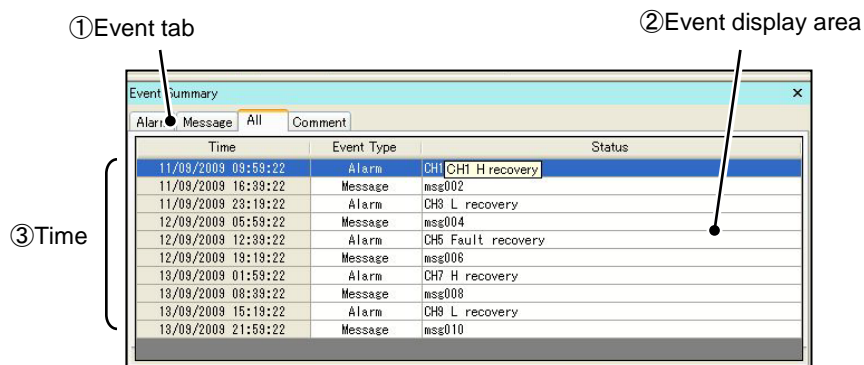 ①Event tab
②Event display area
Event Summary ×
Alarm Message All Comment
Time Event Type Status
11/09/2009 09:59:22 Alarm CH1 CH1 H recovery
11/09/2009 16:39:22 Message msg002
11/09/2009 23:19:22 Alarm CH3 L recovery
12/09/2009 05:59:22 Message msg004
12/09/2009 12:39:22 Alarm CH5 Fault recovery
12/09/2009 19:19:22 Message msg006
13/09/2009 01:59:22 Alarm CH7 H recovery
13/09/2009 08:39:22 Message msg008
13/09/2009 15:19:22 Alarm CH9 L recovery
13/09/2009 21:59:22 Message msg010
③Time